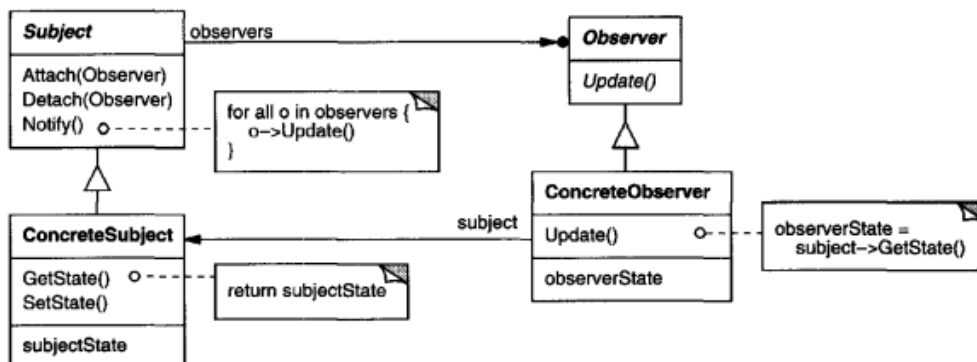 Subject
observers
Observer
Attach(Observer)
Detach(Observer)
Notify()
for all o in observers {
o->Update()
}
Update()
ConcreteSubject
GetState()
SetState()
subjectState
return subjectState
subject
ConcreteObserver
Update()
observerState
observerState =
subject->GetState()